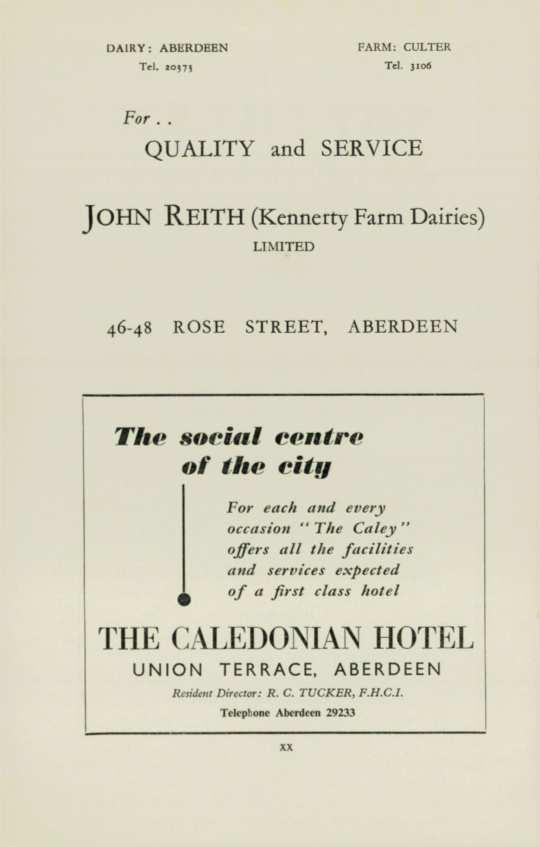 DAIRY: ABERDEEN
Tel. 20575
FARM: CULTER
Tel. 3106
For . .
QUALITY and SERVICE
JOHN REITH (Kennerty Farm Dairies)
LIMITED
46-48 ROSE STREET, ABERDEEN
The social centre
of the city
For each and every
occasion "The Caley"
offers all the facilities
and services expected
of a first class hotel
THE CALEDONIAN HOTEL
UNION TERRACE, ABERDEEN
Resident Director: R. C. TUCKER, F.H.C.I.
Telephone Aberdeen 29233
XX